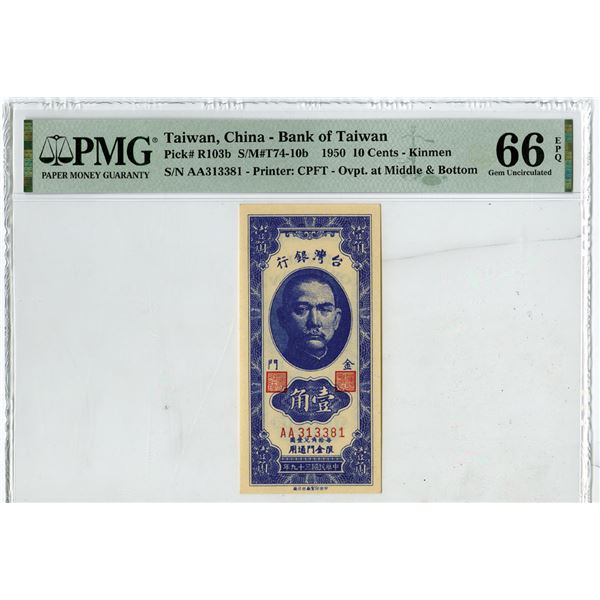 PMG
PAPER MONEY GUARANTY
Taiwan, China - Bank of Taiwan
Pick# R103b S/M#T74-10b 1950 10 Cents - Kinmen
S/N AA313381 - Printer: CPFT - Ovpt. at Middle & Bottom
66 EPQ
Gem Uncirculated
行銀灣台
門 金
角壹
AA313381
用通門金限
年九十三國民華中